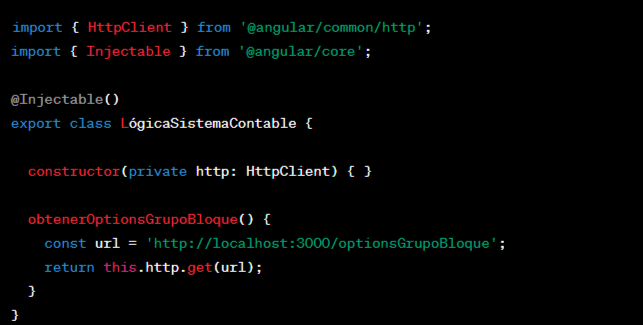 import { HttpClient } from '@angular/common/http';
import { Injectable } from '@angular/core';
@Injectable()
export class LógicaSistemaContable {
constructor(private http: HttpClient) { }
obtenerOptionsGrupoBloque() {
const url = 'http://localhost:3000/optionsGrupoBloque';
return this.http.get(url);
}
}